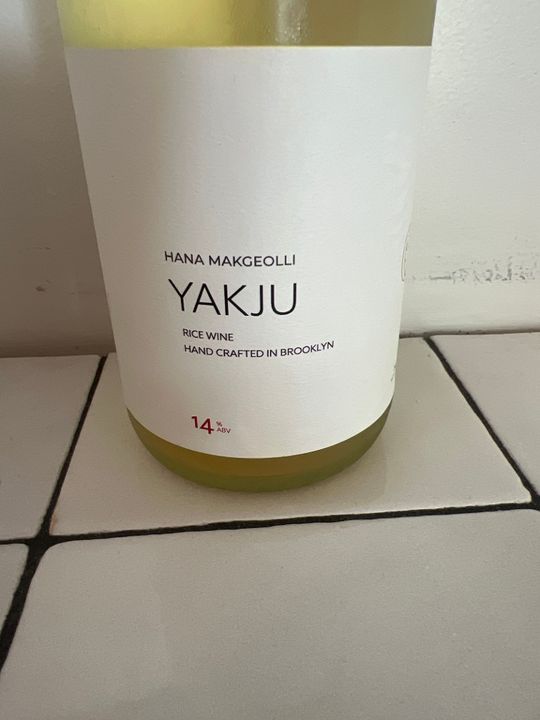 HANA MAKGEOLLI
YAKJU
RICE WINE
HAND CRAFTED IN BROOKLYN
14 % ABV